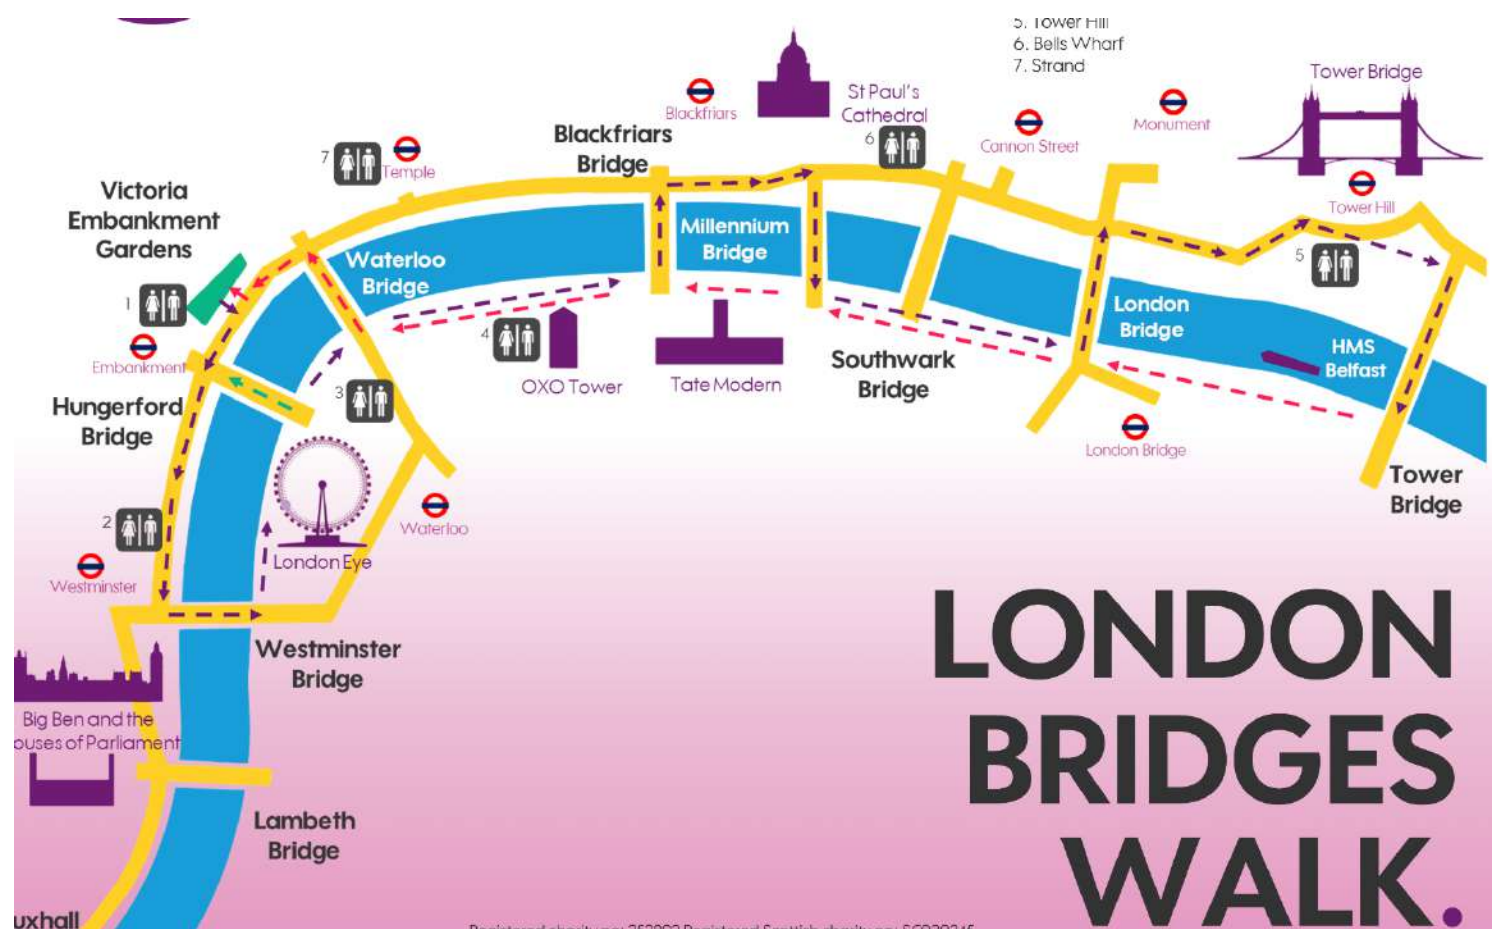 5. Tower Hill
6. Bells Wharf
7. Strand
Tower Bridge
Blackfriars
St Paul's
Cathedral
6
Cannon Street
Monument
Blackfriars
Bridge
7
Temple
Tower Hill
5
Victoria
Embankment
Gardens
Millennium
Bridge
Waterloo
Bridge
1
London
Bridge
4
HMS
Belfast
Embankment
OXO Tower
Tate Modern
Southwark
Bridge
3
Hungerford
Bridge
London Bridge
Tower
Bridge
2
Waterloo
London Eye
Westminster
Westminster
Bridge
LONDON
BRIDGES
WALK.
Big Ben and the
ouses of Parliament
Lambeth
Bridge
uxhall